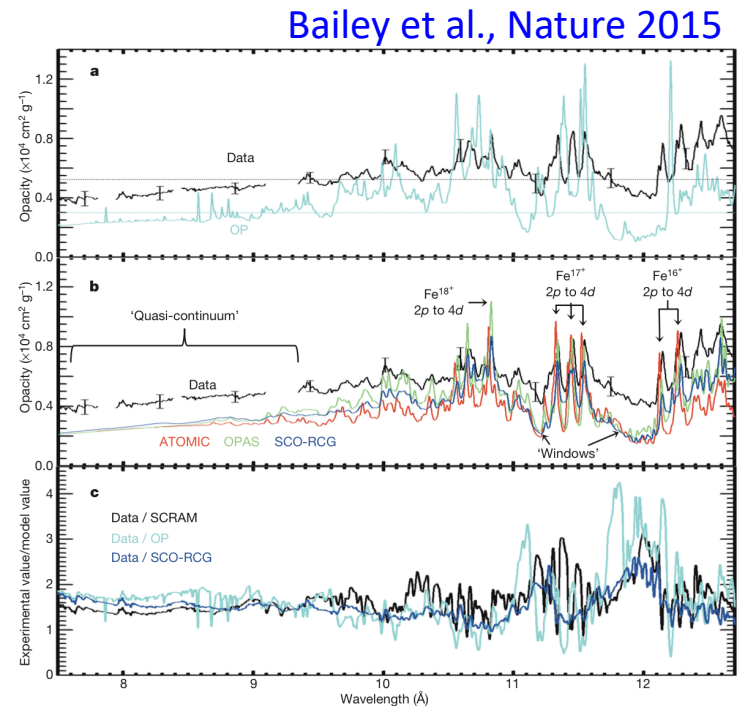 Bailey et al., Nature 2015
a
1.2
0.8
0.4
0.0
Opacity (×10⁴ cm² g⁻¹)
Data
OP
b
1.2
0.8
0.4
0.0
Opacity (×10⁴ cm² g⁻¹)
'Quasi-continuum'
Data
Fe¹⁸⁺
2p to 4d
Fe¹⁷⁺
2p to 4d
Fe¹⁶⁺
2p to 4d
ATOMIC OPAS SCO-RCG
'Windows'
c
4
3
2
1
0
Experimental value/model value
Data / SCRAM
Data / OP
Data / SCO-RCG
8 9 10 11 12
Wavelength (Å)